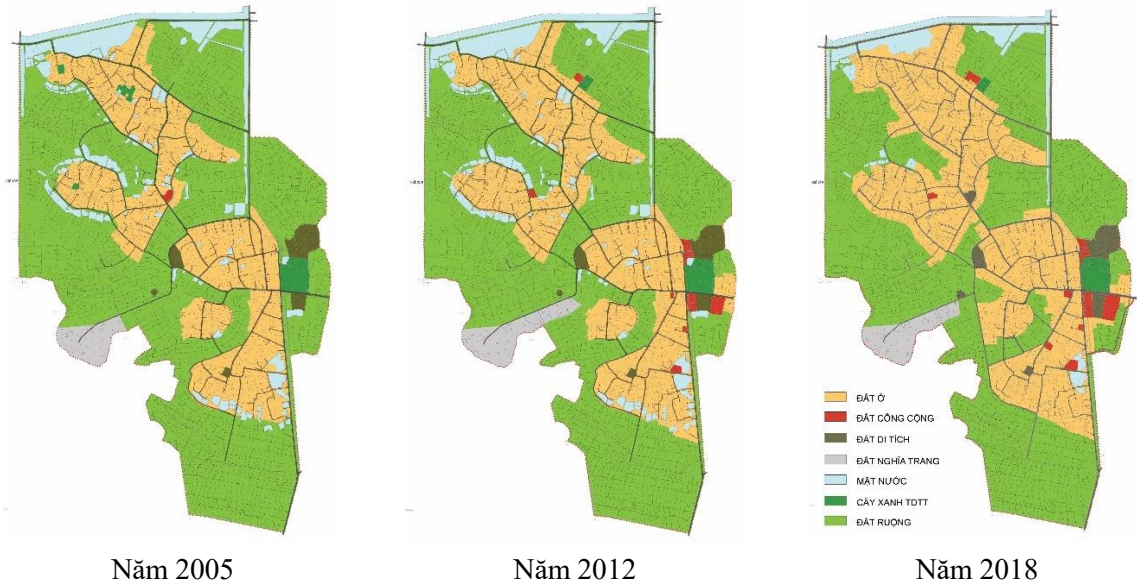 ĐẤT Ở
ĐẤT CÔNG CỘNG
ĐẤT DI TÍCH
ĐẤT NGHĨA TRANG
MẶT NƯỚC
CÂY XANH TDTT
ĐẤT RUỘNG
Năm 2005
Năm 2012
Năm 2018